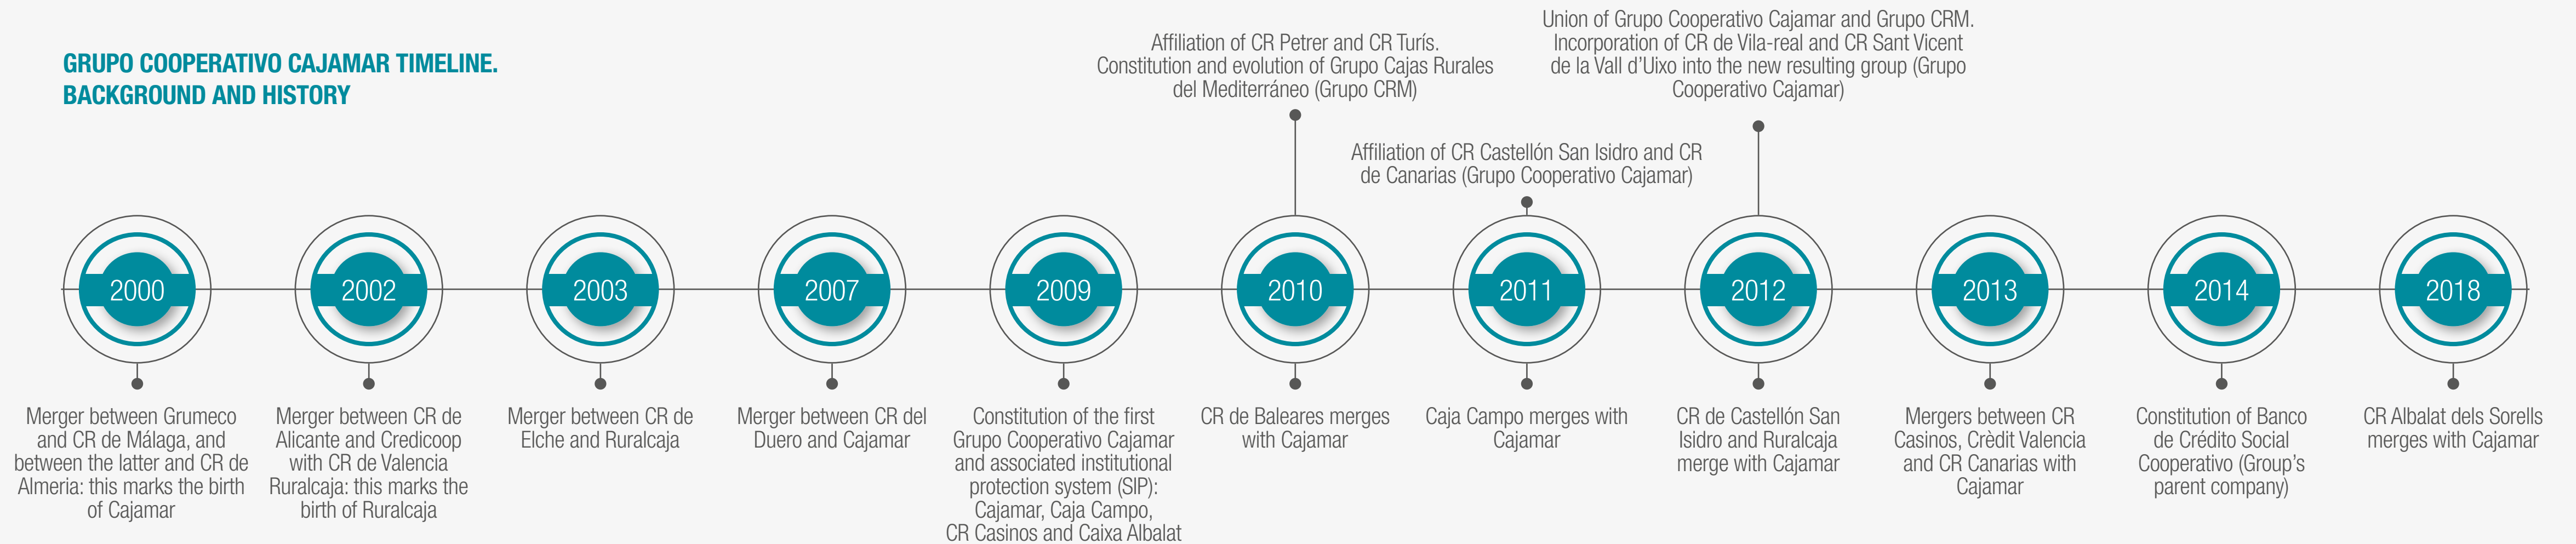 GRUPO COOPERATIVO CAJAMAR TIMELINE.
BACKGROUND AND HISTORY
Affiliation of CR Petrer and CR Turís.
Constitution and evolution of Grupo Cajas Rurales
del Mediterráneo (Grupo CRM)
Affiliation of CR Castellón San Isidro and CR
de Canarias (Grupo Cooperativo Cajamar)
Union of Grupo Cooperativo Cajamar and Grupo CRM.
Incorporation of CR de Vila-real and CR Sant Vicent
de la Vall d'Uixo into the new resulting group (Grupo
Cooperativo Cajamar)
2000
2002
2003
2007
2009
2010
2011
2012
2013
2014
2018
Merger between Grumeco
and CR de Málaga, and
between the latter and CR de
Almeria: this marks the birth
of Cajamar
Merger between CR de
Alicante and Credicoop
with CR de Valencia
Ruralcaja: this marks the
birth of Ruralcaja
Merger between CR de
Elche and Ruralcaja
Merger between CR del
Duero and Cajamar
Constitution of the first
Grupo Cooperativo Cajamar
and associated institutional
protection system (SIP):
Cajamar, Caja Campo,
CR Casinos and Caixa Albalat
CR de Baleares merges
with Cajamar
Caja Campo merges with
Cajamar
CR de Castellón San
Isidro and Ruralcaja
merge with Cajamar
Mergers between CR
Casinos, Crèdit Valencia
and CR Canarias with
Cajamar
Constitution of Banco
de Crédito Social
Cooperativo (Group's
parent company)
CR Albalat dels Sorells
merges with Cajamar